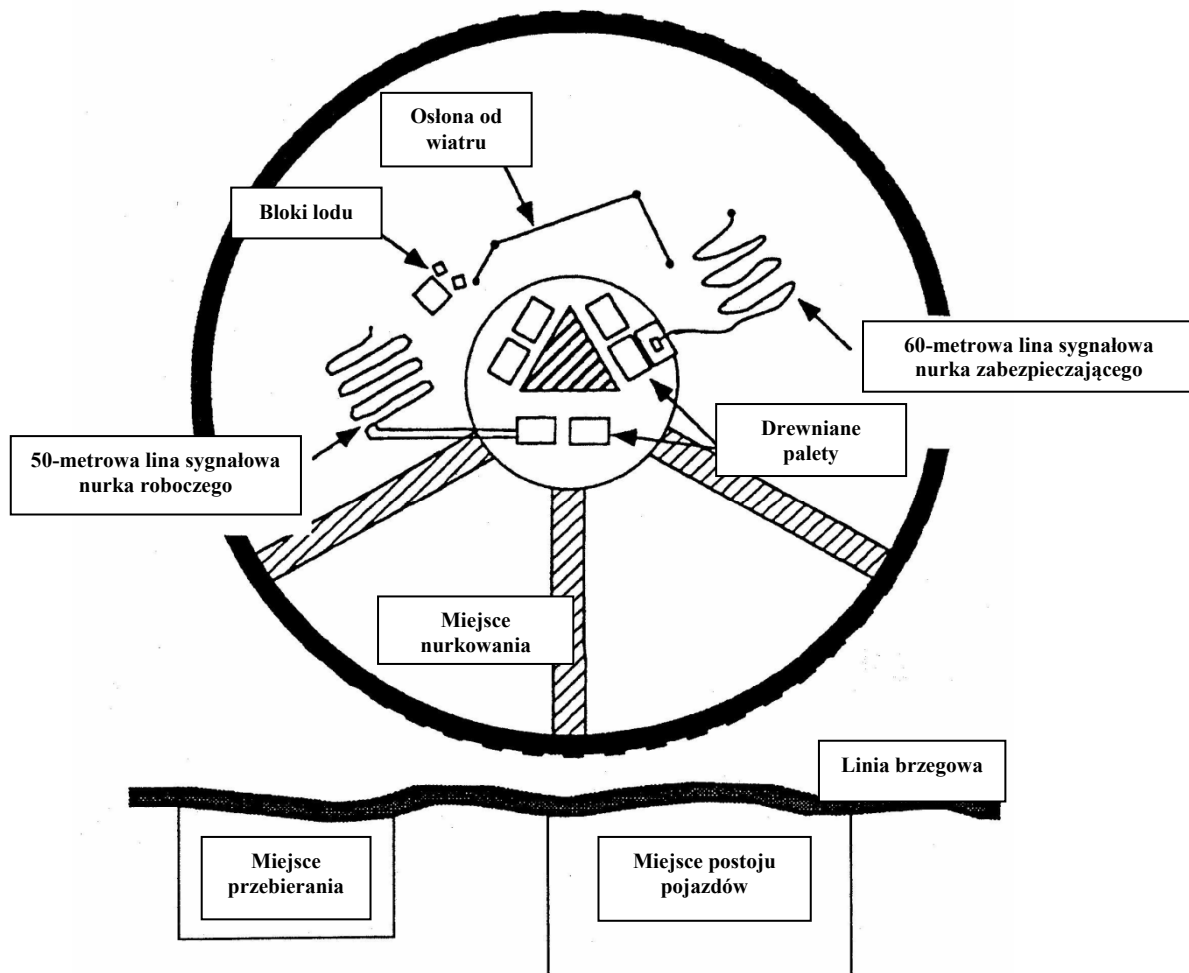 Osłona od
wiatru
Bloki lodu
60-metrowa lina sygnałowa
nurka zabezpieczającego
Drewniane
palety
50-metrowa lina sygnałowa
nurka roboczego
Miejsce
nurkowania
Linia brzegowa
Miejsce
przebierania
Miejsce postoju
pojazdów